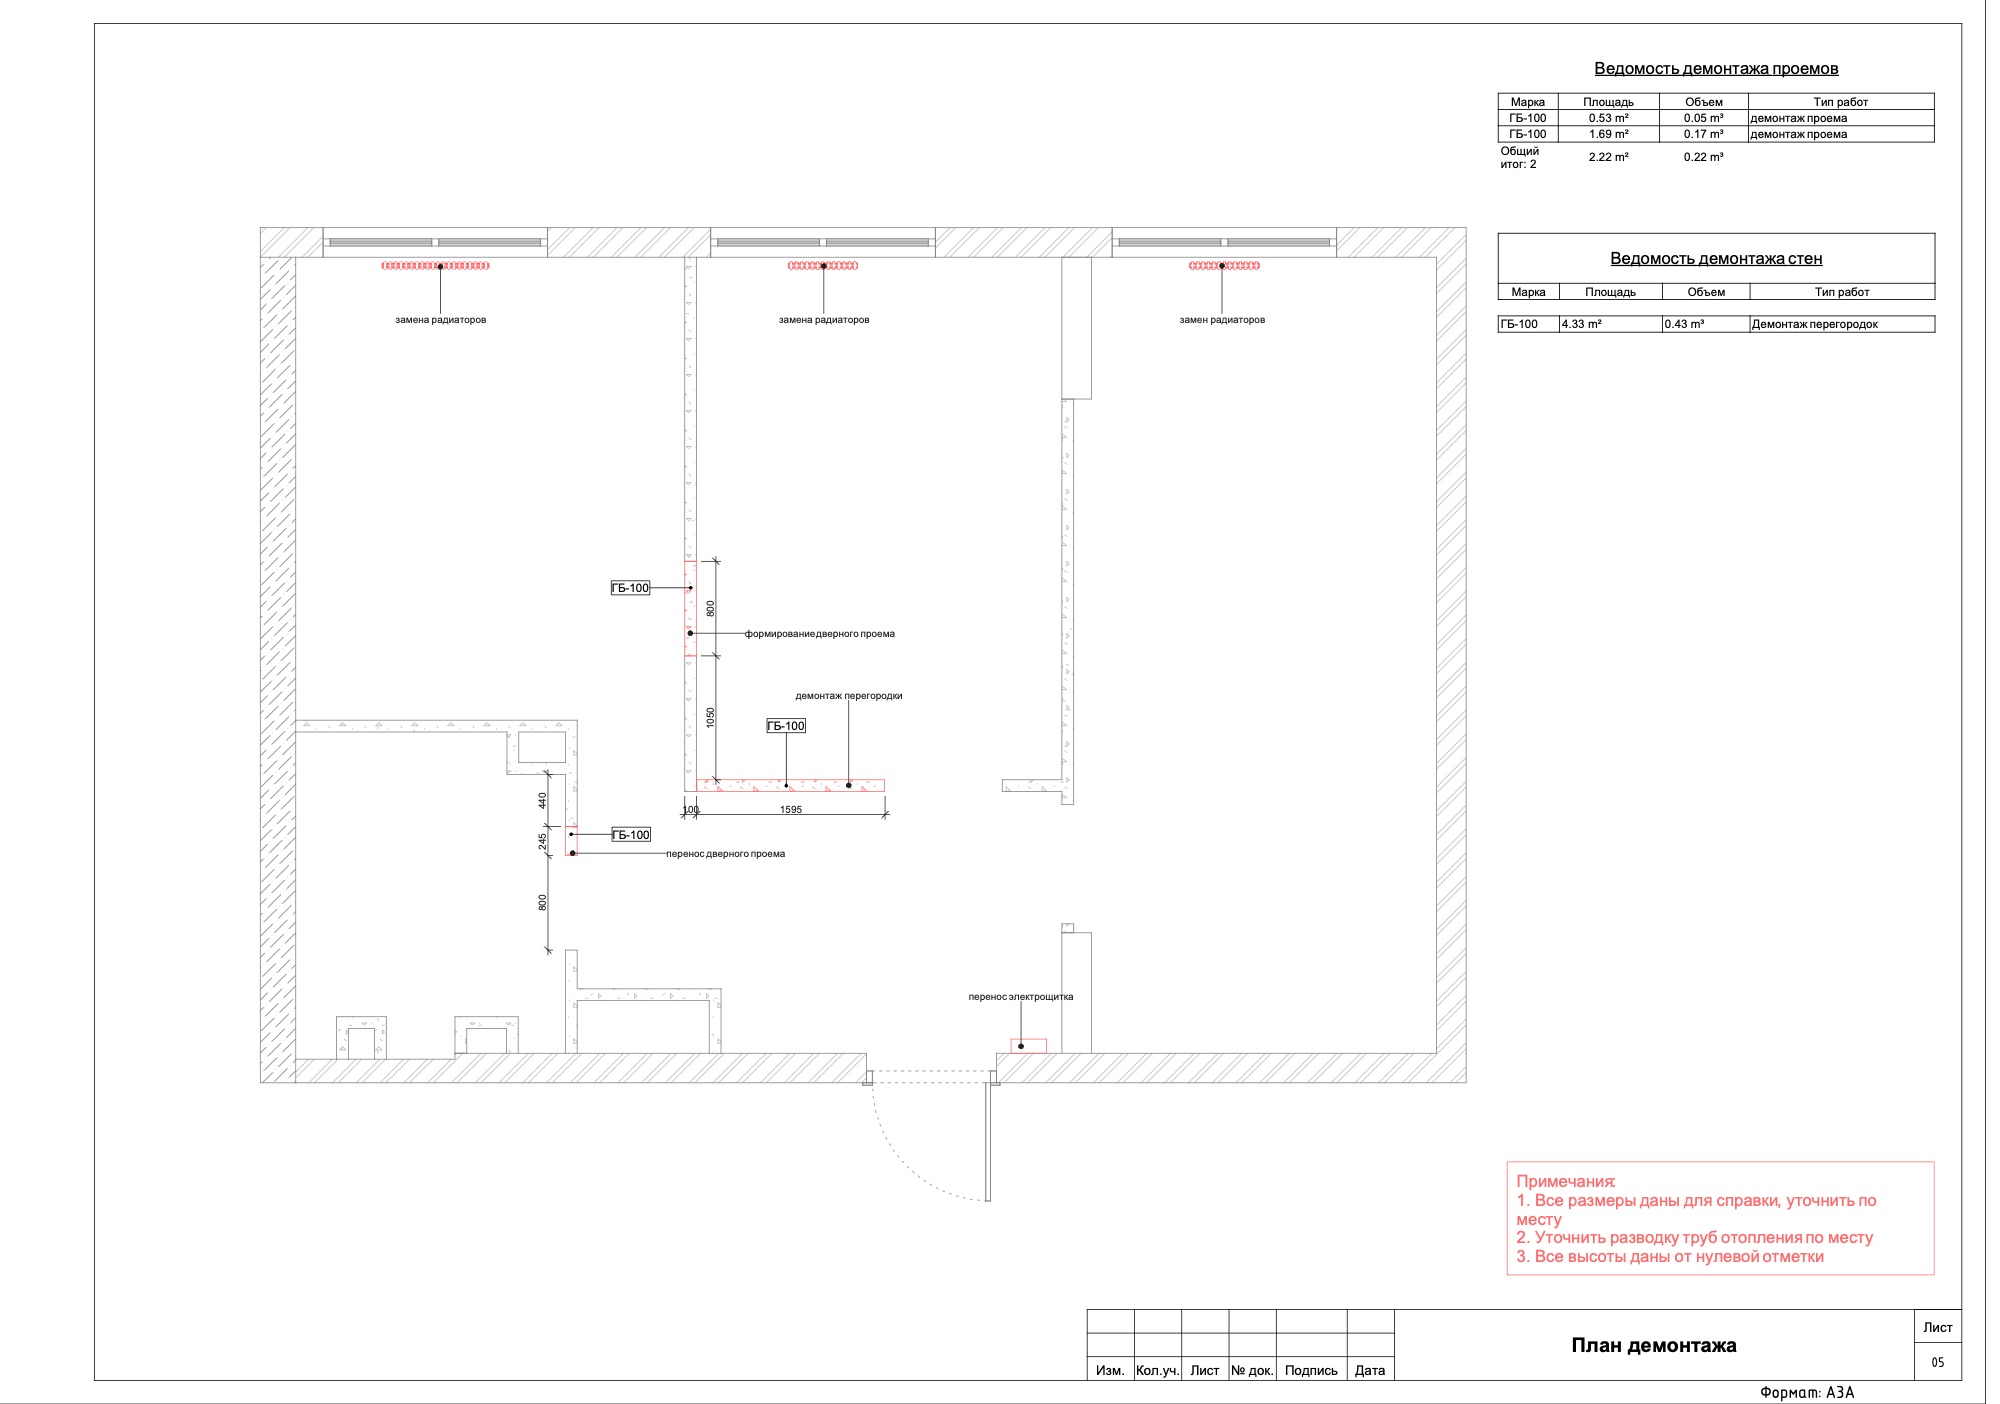 Ведомость демонтажа проемов
Марка Площадь Объем Тип работ
ГБ-100 0.53 m² 0.05 m³ демонтаж проема
ГБ-100 1.69 m² 0.17 m³ демонтаж проема
Общий
итог: 2 2.22 m² 0.22 m³
Ведомость демонтажа стен
Марка Площадь Объем Тип работ
ГБ-100 4.33 m² 0.43 m³ Демонтаж перегородок
замена радиаторов
замена радиаторов
замен радиаторов
ГБ-100
800
формирование дверного проема
демонтаж перегородки
1050
ГБ-100
440
100
1595
245
ГБ-100
перенос дверного проема
800
перенос электрощитка
Примечания:
1. Все размеры даны для справки, уточнить по
месту
2. Уточнить разводку труб отопления по месту
3. Все высоты даны от нулевой отметки
Изм. Кол.уч. Лист № док. Подпись Дата
План демонтажа
Лист
05
Формат: А3А